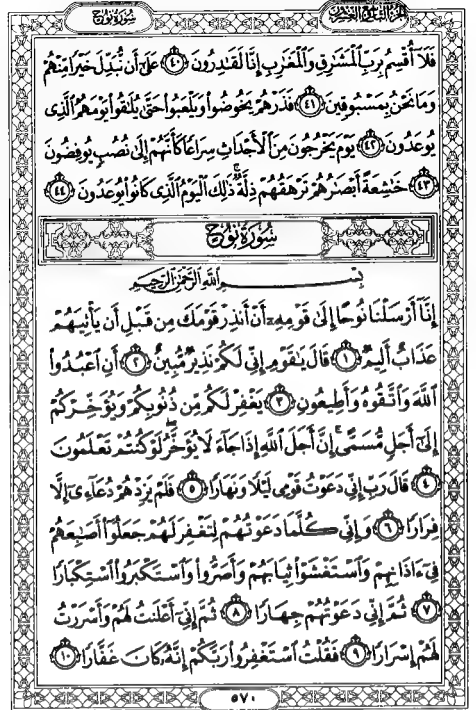 الجزء التاسع والعشرون
سورة نوح
فَلَآ أُقْسِمُ بِرَبِّ ٱلْمَشَٰرِقِ وَٱلْمَغَٰرِبِ إِنَّا لَقَٰدِرُونَ ٤٠ عَلَىٰٓ أَن نُّبَدِّلَ خَيْرًا مِّنْهُمْ
وَمَا نَحْنُ بِمَسْبُوقِينَ ٤١ فَذَرْهُمْ يَخُوضُوا۟ وَيَلْعَبُوا۟ حَتَّىٰ يُلَٰقُوا۟ يَوْمَهُمُ ٱلَّذِى
يُوعَدُونَ ٤٢ يَوْمَ يَخْرُجُونَ مِنَ ٱلْأَجْدَاثِ سِرَاعًا كَأَنَّهُمْ إِلَىٰ نُصُبٍ يُوفِضُونَ
٤٣ خَٰشِعَةً أَبْصَٰرُهُمْ تَرْهَقُهُمْ ذِلَّةٌ ۚ ذَٰلِكَ ٱلْيَوْمُ ٱلَّذِى كَانُوا۟ يُوعَدُونَ ٤٤
سُورَةُ نُوحٍ
بِسْمِ ٱللَّهِ ٱلرَّحْمَٰنِ ٱلرَّحِيمِ
إِنَّآ أَرْسَلْنَا نُوحًا إِلَىٰ قَوْمِهِۦٓ أَنْ أَنذِرْ قَوْمَكَ مِن قَبْلِ أَن يَأْتِيَهُمْ
عَذَابٌ أَلِيمٌ ١ قَالَ يَٰقَوْمِ إِنِّى لَكُمْ نَذِيرٌ مُّبِينٌ ٢ أَنِ ٱعْبُدُوا۟
ٱللَّهَ وَٱتَّقُوهُ وَأَطِيعُونِ ٣ يَغْفِرْ لَكُم مِّن ذُنُوبِكُمْ وَيُؤَخِّرْكُمْ
إِلَىٰٓ أَجَلٍ مُّسَمًّى ۚ إِنَّ أَجَلَ ٱللَّهِ إِذَا جَآءَ لَا يُؤَخَّرُ ۖ لَوْ كُنتُمْ تَعْلَمُونَ
٤ قَالَ رَبِّ إِنِّى دَعَوْتُ قَوْمِى لَيْلًا وَنَهَارًا ٥ فَلَمْ يَزِدْهُمْ دُعَآءِىٓ إِلَّا
فِرَارًا ٦ وَإِنِّى كُلَّمَا دَعَوْتُهُمْ لِتَغْفِرَ لَهُمْ جَعَلُوٓا۟ أَصَٰبِعَهُمْ
فِىٓ ءَاذَانِهِمْ وَٱسْتَغْشَوْا۟ ثِيَابَهُمْ وَأَصَرُّوا۟ وَٱسْتَكْبَرُوا۟ ٱسْتِكْبَارًا
٧ ثُمَّ إِنِّى دَعَوْتُهُمْ جِهَارًا ٨ ثُمَّ إِنِّىٓ أَعْلَنتُ لَهُمْ وَأَسْرَرْتُ
لَهُمْ إِسْرَارًا ٩ فَقُلْتُ ٱسْتَغْفِرُوا۟ رَبَّكُمْ إِنَّهُۥ كَانَ غَفَّارًا ١٠
٥٧٠